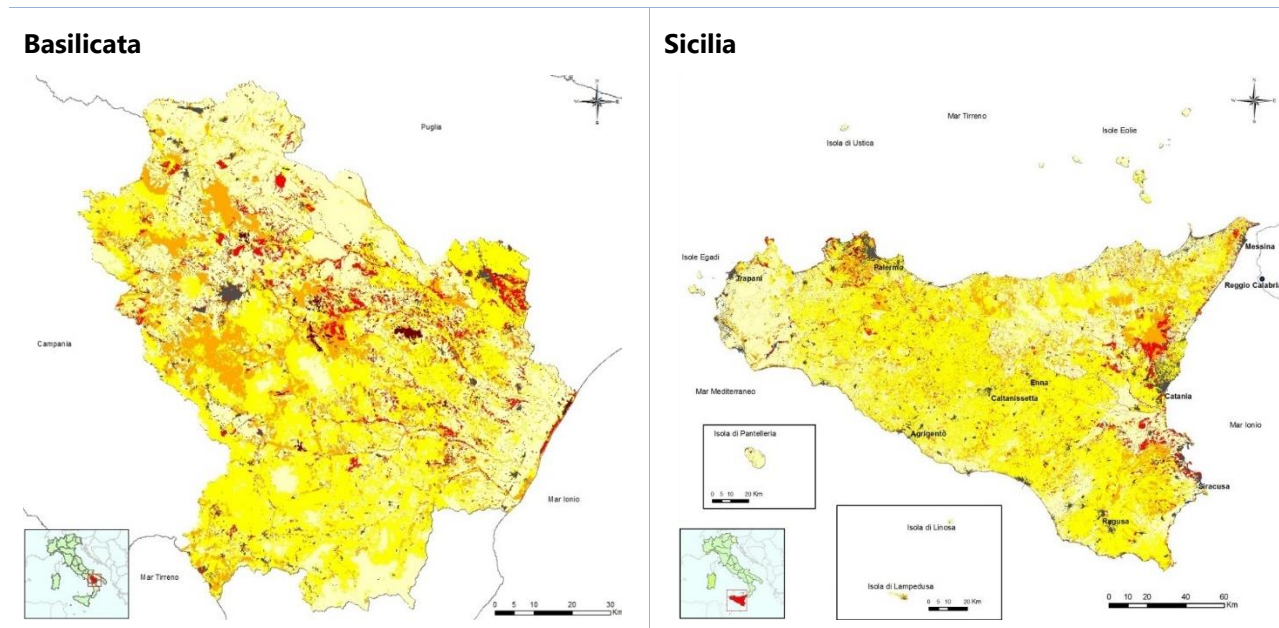 Basilicata
Puglia
Campania
Mar Ionio
Mar Tirreno
0 5 10 20 30
Km
Sicilia
N
W E
S
Mar Tirreno
Isole Eolie
Isola di Ustica
Messina
Isole Egadi
Palermo
Trapani
Reggio Calabria
Enna
Mar Mediterraneo
Caltanissetta
Catania
Mar Ionio
Isola di Pantelleria
Agrigento
0 5 10 20 Km
Siracusa
Ragusa
Isola di Linosa
Isola di Lampedusa
0 5 10 20 Km
0 10 20 40 60
Km